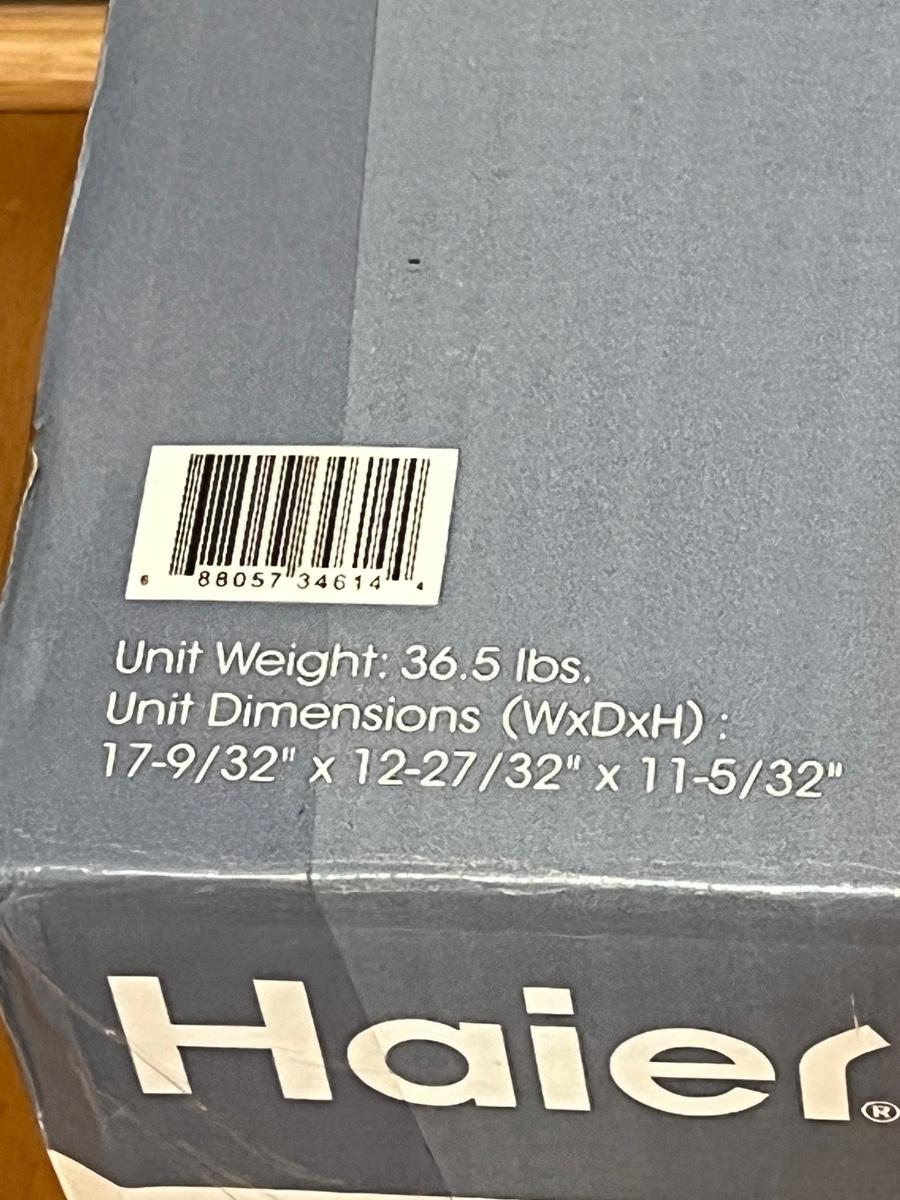 6 88057 34614 4
Unit Weight: 36.5 lbs.
Unit Dimensions (WxDxH) :
17-9/32" x 12-27/32" x 11-5/32"
Haier®